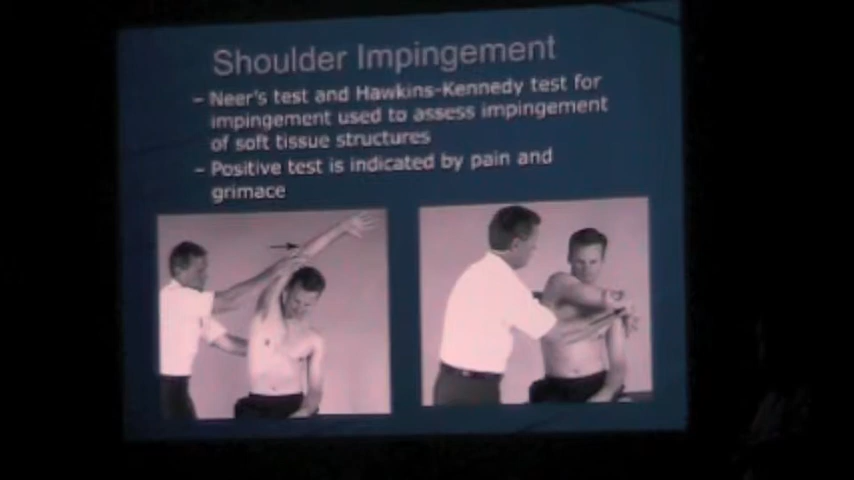 Shoulder Impingement
– Neer's test and Hawkins-Kennedy test for
impingement used to assess impingement
of soft tissue structures
– Positive test is indicated by pain and
grimace